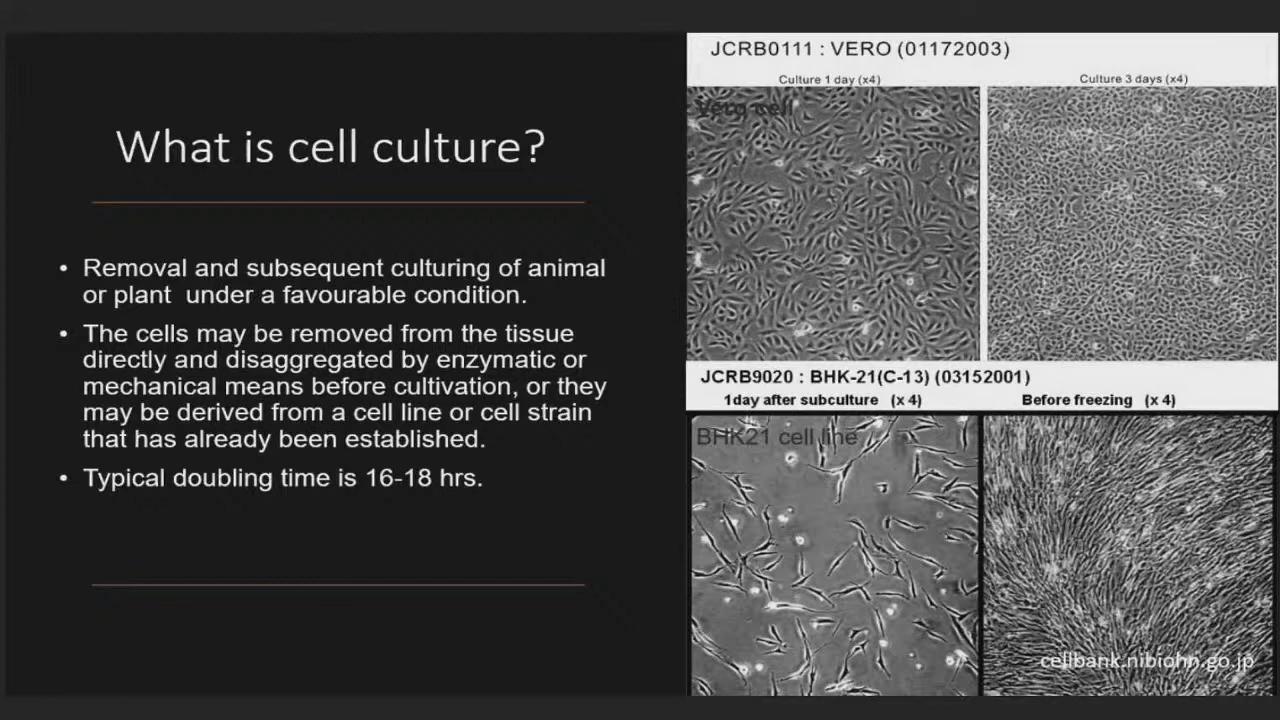 What is cell culture?
• Removal and subsequent culturing of animal
or plant under a favourable condition.
• The cells may be removed from the tissue
directly and disaggregated by enzymatic or
mechanical means before cultivation, or they
may be derived from a cell line or cell strain
that has already been established.
• Typical doubling time is 16-18 hrs.
JCRB0111 : VERO (01172003)
Culture 1 day (x4) Culture 3 days (x4)
Vero cell
JCRB9020 : BHK-21(C-13) (03152001)
1day after subculture (x 4) Before freezing (x 4)
BHK21 cell line
cellbank.nibiohn.go.jp